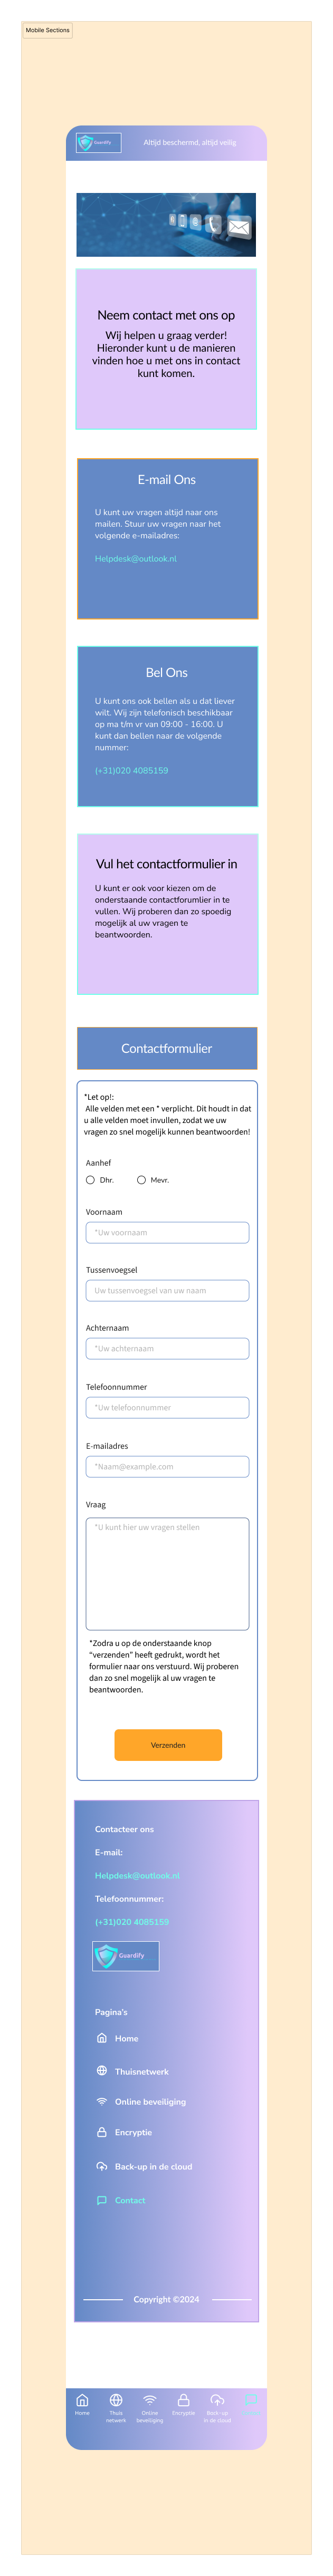 Mobile Sections
Guardify
Altijd beschermd, altijd veilig
Neem contact met ons op
Wij helpen u graag verder!
Hieronder kunt u de manieren
vinden hoe u met ons in contact
kunt komen.
E-mail Ons
U kunt uw vragen altijd naar ons
mailen. Stuur uw vragen naar het
volgende e-mailadres:
Helpdesk@outlook.nl
Bel Ons
U kunt ons ook bellen als u dat liever
wilt. Wij zijn telefonisch beschikbaar
op ma t/m vr van 09:00 - 16:00. U
kunt dan bellen naar de volgende
nummer:
(+31)020 4085159
Vul het contactformulier in
U kunt er ook voor kiezen om de
onderstaande contactforumlier in te
vullen. Wij proberen dan zo spoedig
mogelijk al uw vragen te
beantwoorden.
Contactformulier
*Let op!:
Alle velden met een * verplicht. Dit houdt in dat
u alle velden moet invullen, zodat we uw
vragen zo snel mogelijk kunnen beantwoorden!
Aanhef
Dhr. Mevr.
Voornaam
*Uw voornaam
Tussenvoegsel
Uw tussenvoegsel van uw naam
Achternaam
*Uw achternaam
Telefoonnummer
*Uw telefoonnummer
E-mailadres
*Naam@example.com
Vraag
*U kunt hier uw vragen stellen
*Zodra u op de onderstaande knop
"verzenden" heeft gedrukt, wordt het
formulier naar ons verstuurd. Wij proberen
dan zo snel mogelijk al uw vragen te
beantwoorden.
Verzenden
Contacteer ons
E-mail:
Helpdesk@outlook.nl
Telefoonnummer:
(+31)020 4085159
Guardify
Pagina's
Home
Thuisnetwerk
Online beveiliging
Encryptie
Back-up in de cloud
Contact
Copyright ©2024
Home Thuis Online Encryptie Back-up
netwerk beveiliging in de cloud